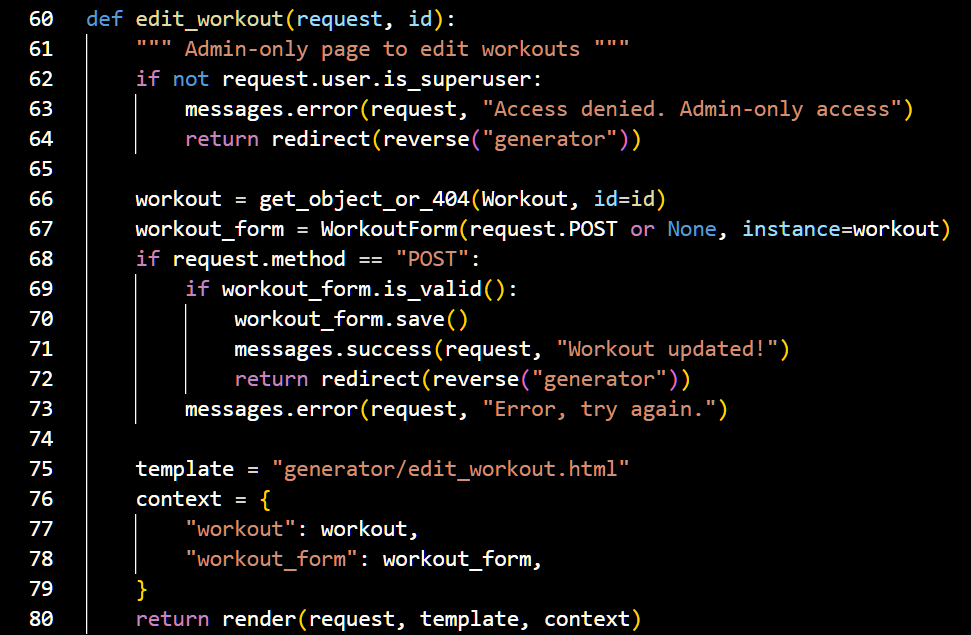 60 def edit_workout(request, id):
61     """ Admin-only page to edit workouts """
62     if not request.user.is_superuser:
63         messages.error(request, "Access denied. Admin-only access")
64         return redirect(reverse("generator"))
65
66     workout = get_object_or_404(Workout, id=id)
67     workout_form = WorkoutForm(request.POST or None, instance=workout)
68     if request.method == "POST":
69         if workout_form.is_valid():
70             workout_form.save()
71             messages.success(request, "Workout updated!")
72             return redirect(reverse("generator"))
73         messages.error(request, "Error, try again.")
74
75     template = "generator/edit_workout.html"
76     context = {
77         "workout": workout,
78         "workout_form": workout_form,
79     }
80     return render(request, template, context)